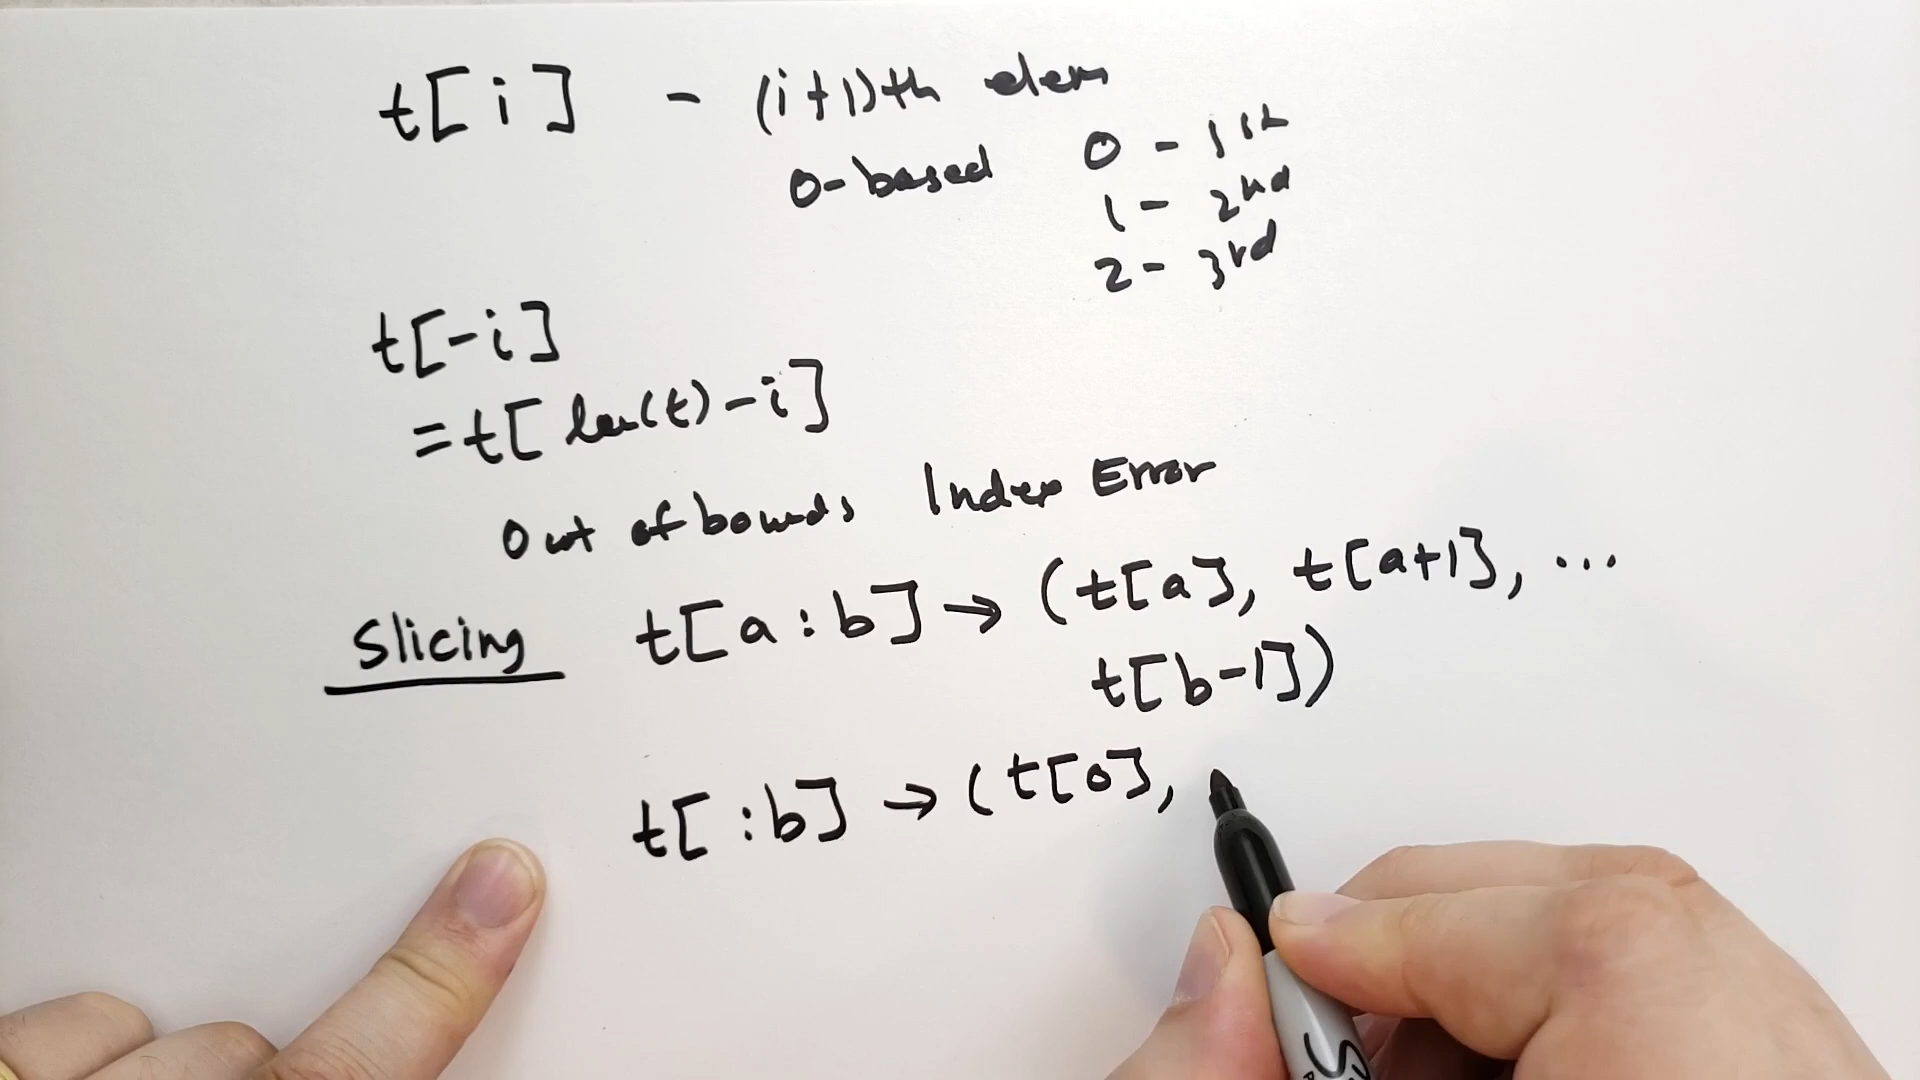 t[i] - (i+1)th elem
0-based 0 - 1st
1 - 2nd
2 - 3rd
t[-i]
=t[len(t)-i]
Out of bounds Index Error
Slicing t[a:b] → (t[a], t[a+1], ...
t[b-1])
t[:b] → (t[0],